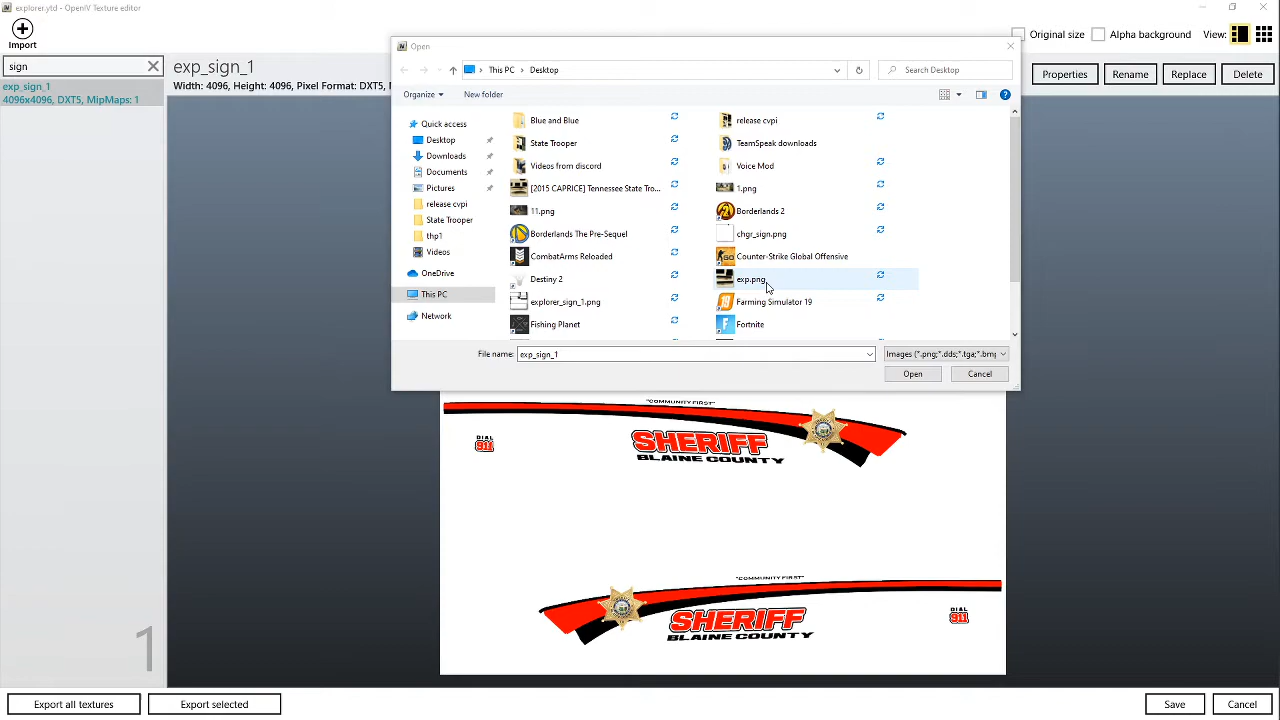 explorer.ytd - OpenIV Texture editor
Import
Original size
Alpha background
View:
sign
exp_sign_1
4096x4096, DXT5, MipMaps: 1
exp_sign_1
Width: 4096, Height: 4096, Pixel Format: DXT5,
Properties
Rename
Replace
Delete
Open
This PC > Desktop
Search Desktop
Organize
New folder
Quick access
Desktop
Downloads
Documents
Pictures
release cvpi
State Trooper
thp1
Videos
OneDrive
This PC
Network
Blue and Blue
release cvpi
State Trooper
TeamSpeak downloads
Videos from discord
Voice Mod
[2015 CAPRICE] Tennessee State Tro...
1.png
11.png
Borderlands 2
Borderlands The Pre-Sequel
chgr_sign.png
CombatArms Reloaded
Counter-Strike Global Offensive
Destiny 2
exp.png
explorer_sign_1.png
Farming Simulator 19
Fishing Planet
Fortnite
File name:
exp_sign_1
Images (*.png;*.dds;*.tga;*.bmp
Open
Cancel
"COMMUNITY FIRST"
DIAL
911
SHERIFF
BLAINE COUNTY
"COMMUNITY FIRST"
SHERIFF
BLAINE COUNTY
DIAL
911
1
Export all textures
Export selected
Save
Cancel